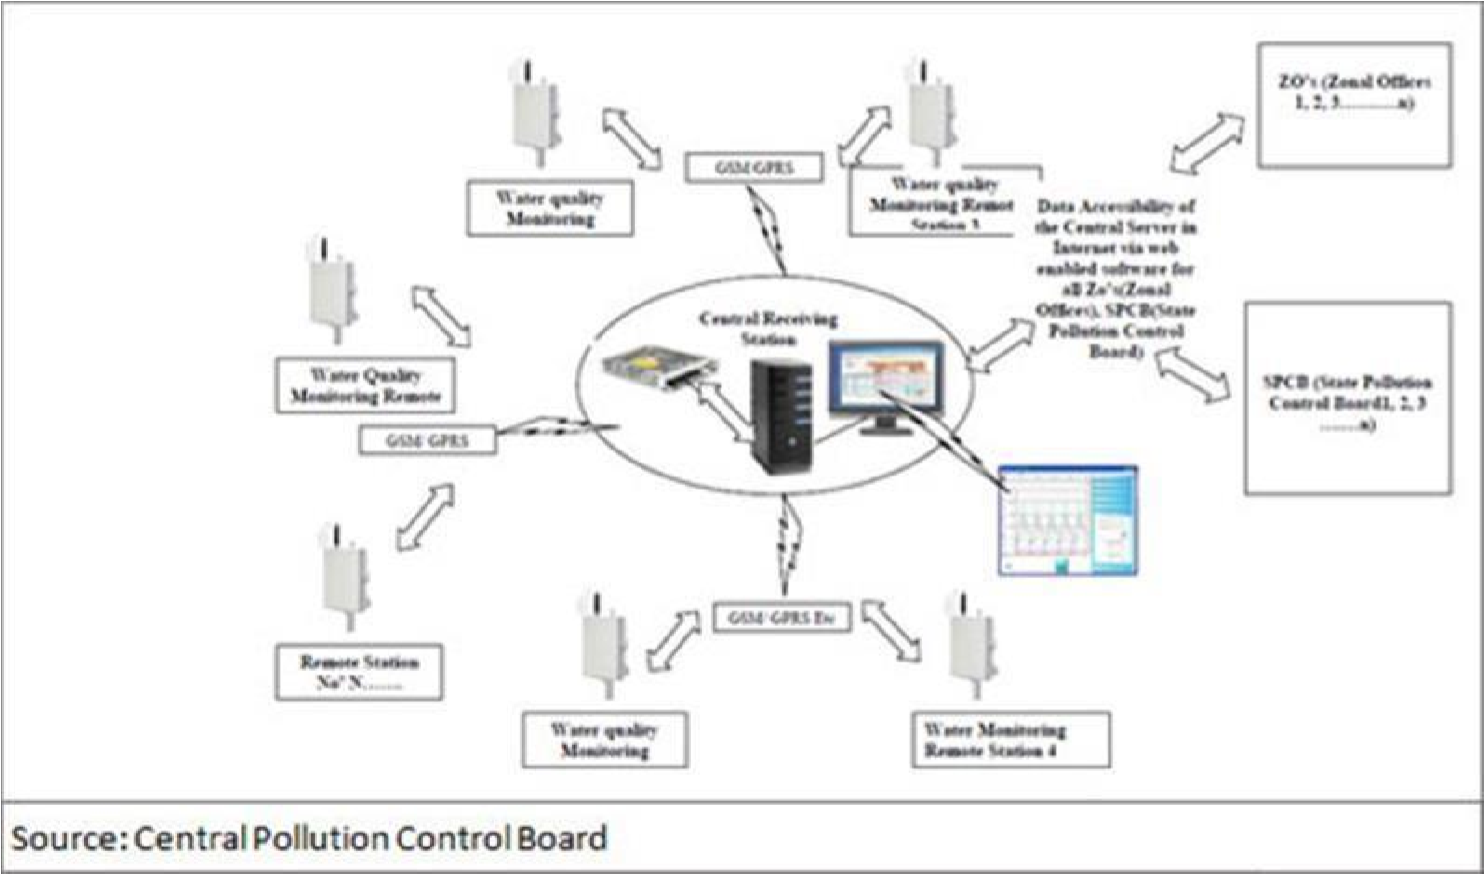 ZO's (Zonal Offices
1, 2, 3............n)
GSM/GPRS
Water quality
Monitoring
Water quality
Monitoring Remot
Station 3
Data Accessibility of
the Central Server in
Internet via web
enabled software for
all Zo's(Zonal
Offices), SPCB(State
Pollution Control
Board)
Central Receiving
Station
Water Quality
Monitoring Remote
GSM/ GPRS
SPCB (State Pollution
Control Board1, 2, 3
........n)
Remote Station
No' N.......
GSM/ GPRS Etc
Water quality
Monitoring
Water Monitoring
Remote Station 4
Source: Central Pollution Control Board